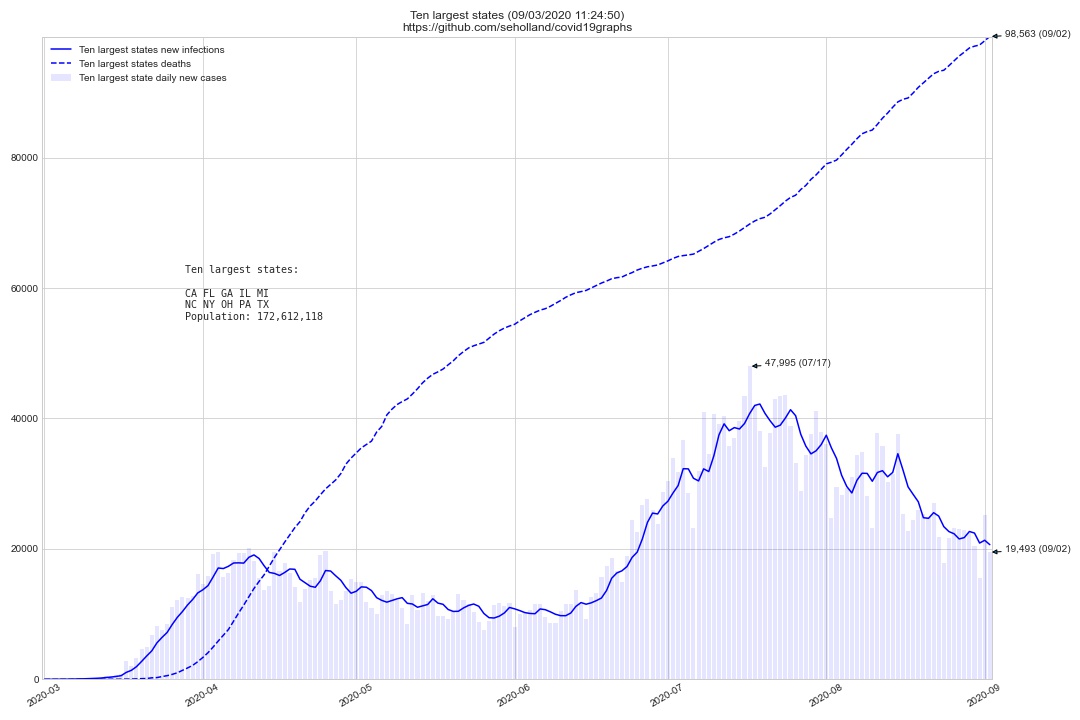 Ten largest states (09/03/2020 11:24:50)
https://github.com/seholland/covid19graphs
98,563 (09/02)
Ten largest states new infections
Ten largest states deaths
Ten largest state daily new cases
80000
Ten largest states:
60000
CA FL GA IL MI
NC NY OH PA TX
Population: 172,612,118
47,995 (07/17)
40000
20000
19,493 (09/02)
0
2020-03
2020-04
2020-05
2020-06
2020-07
2020-08
2020-09